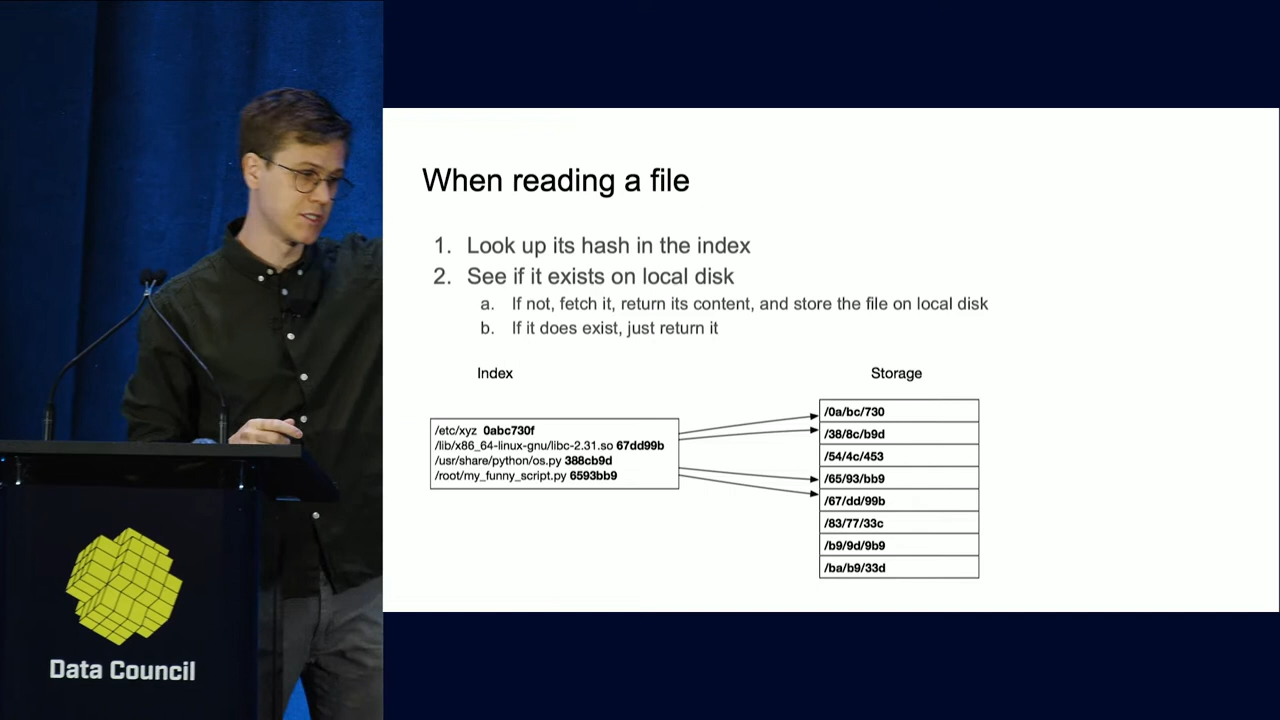 When reading a file
1. Look up its hash in the index
2. See if it exists on local disk
a. If not, fetch it, return its content, and store the file on local disk
b. If it does exist, just return it
Index
Storage
/etc/xyz 0abc730f
/lib/x86_64-linux-gnu/libc-2.31.so 67dd99b
/usr/share/python/os.py 388cb9d
/root/my_funny_script.py 6593bb9
/0a/bc/730
/38/8c/b9d
/54/4c/453
/65/93/bb9
/67/dd/99b
/83/77/33c
/b9/9d/9b9
/ba/b9/33d
Data Council